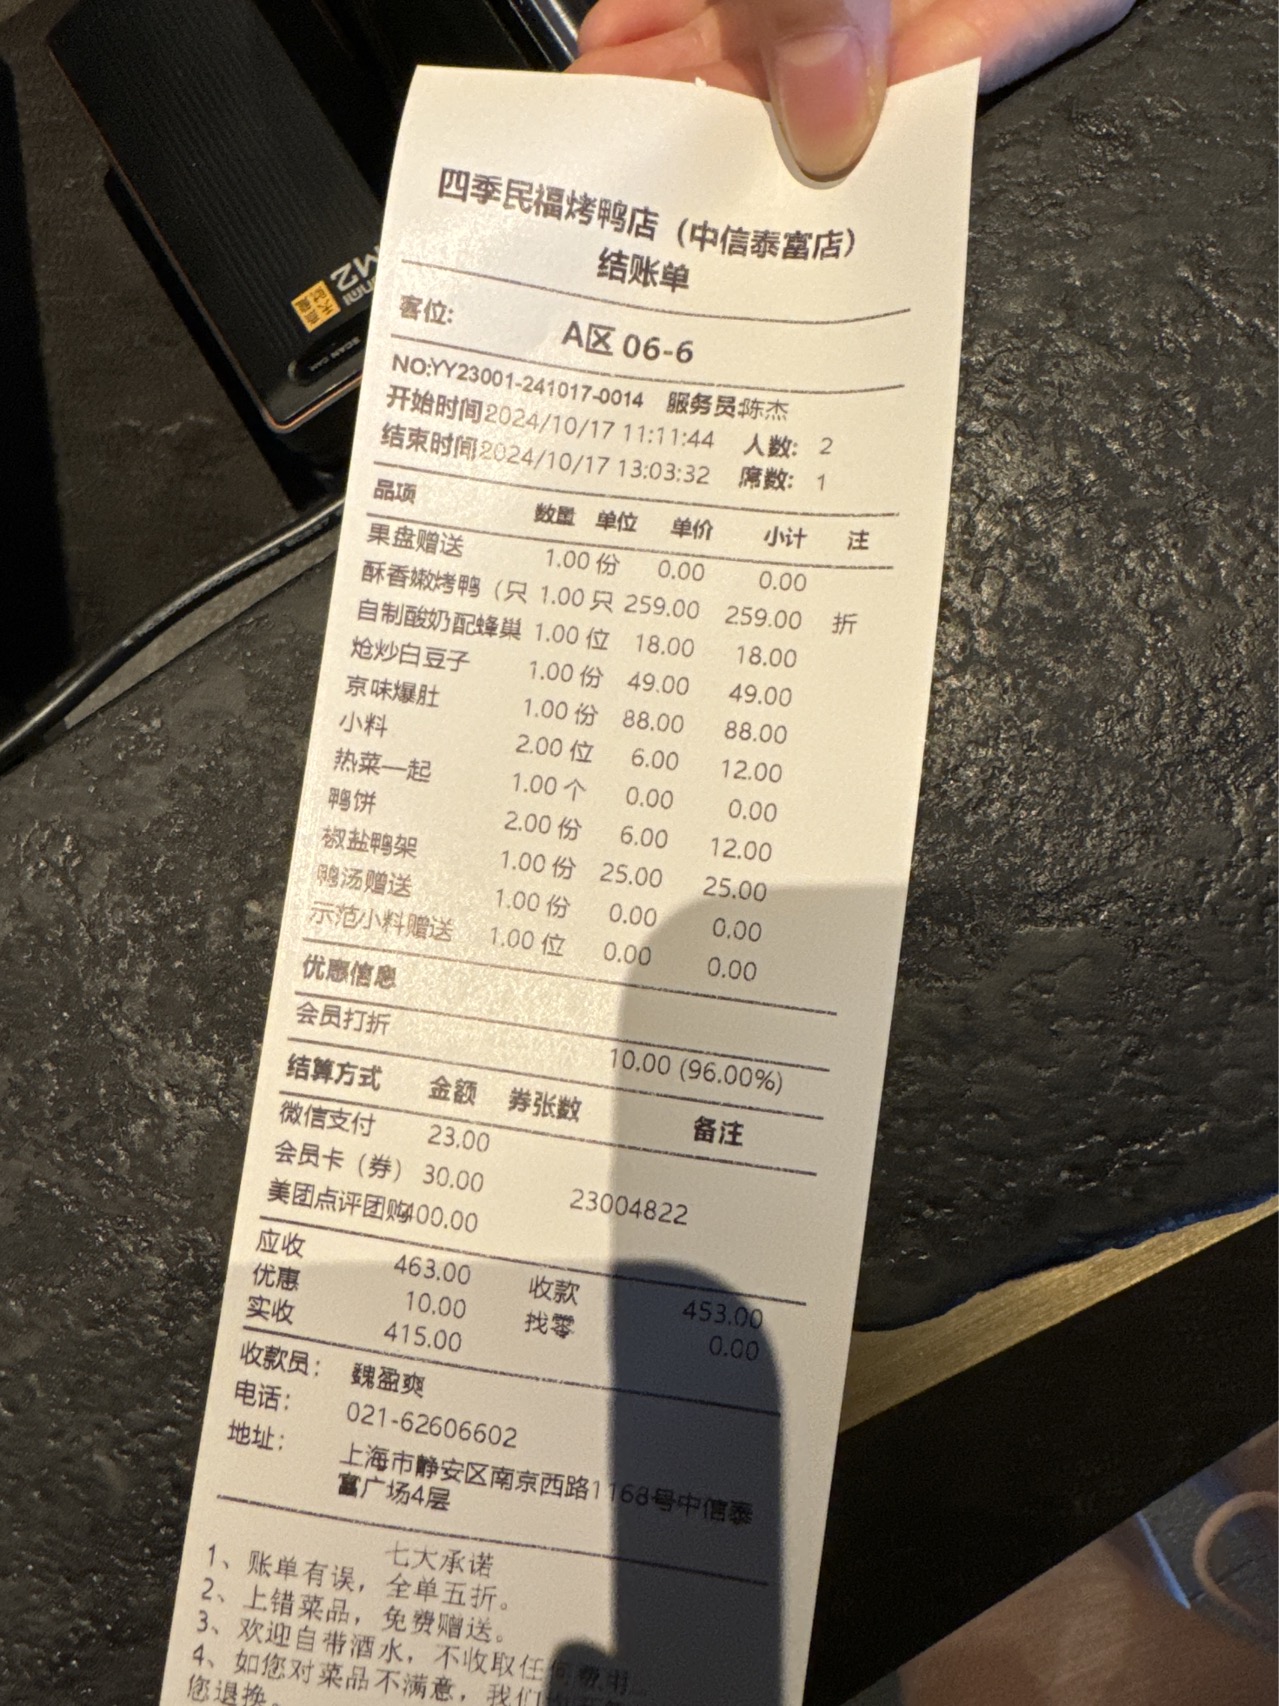 四季民福烤鸭店（中信泰富店）
结账单
客位: A区 06-6
NO:YY23001-241017-0014 服务员:陈杰
开始时间2024/10/17 11:11:44 人数: 2
结束时间2024/10/17 13:03:32 席数: 1
品项 数量 单位 单价 小计 注
果盘赠送 1.00 份 0.00 0.00
酥香嫩烤鸭（只 1.00 只 259.00 259.00 折
自制酸奶配蜂巢 1.00 位 18.00 18.00
炝炒白豆子 1.00 份 49.00 49.00
京味爆肚 1.00 份 88.00 88.00
小料 2.00 位 6.00 12.00
热菜一起 1.00 个 0.00 0.00
鸭饼 2.00 份 6.00 12.00
椒盐鸭架 1.00 份 25.00 25.00
鸭汤赠送 1.00 份 0.00 0.00
示范小料赠送 1.00 位 0.00 0.00
优惠信息
会员打折 10.00 (96.00%)
结算方式 金额 券张数 备注
微信支付 23.00
会员卡（券） 30.00 23004822
美团点评团购400.00
应收 463.00 收款 453.00
优惠 10.00 找零 0.00
实收 415.00
收款员: 魏盈爽
电话: 021-62606602
地址: 上海市静安区南京西路1168号中信泰
富广场4层
七大承诺
1、账单有误，全单五折。
2、上错菜品，免费赠送。
3、欢迎自带酒水，不收取任何费用
4、如您对菜品不满意，我们
您退换。
M2
SCAN